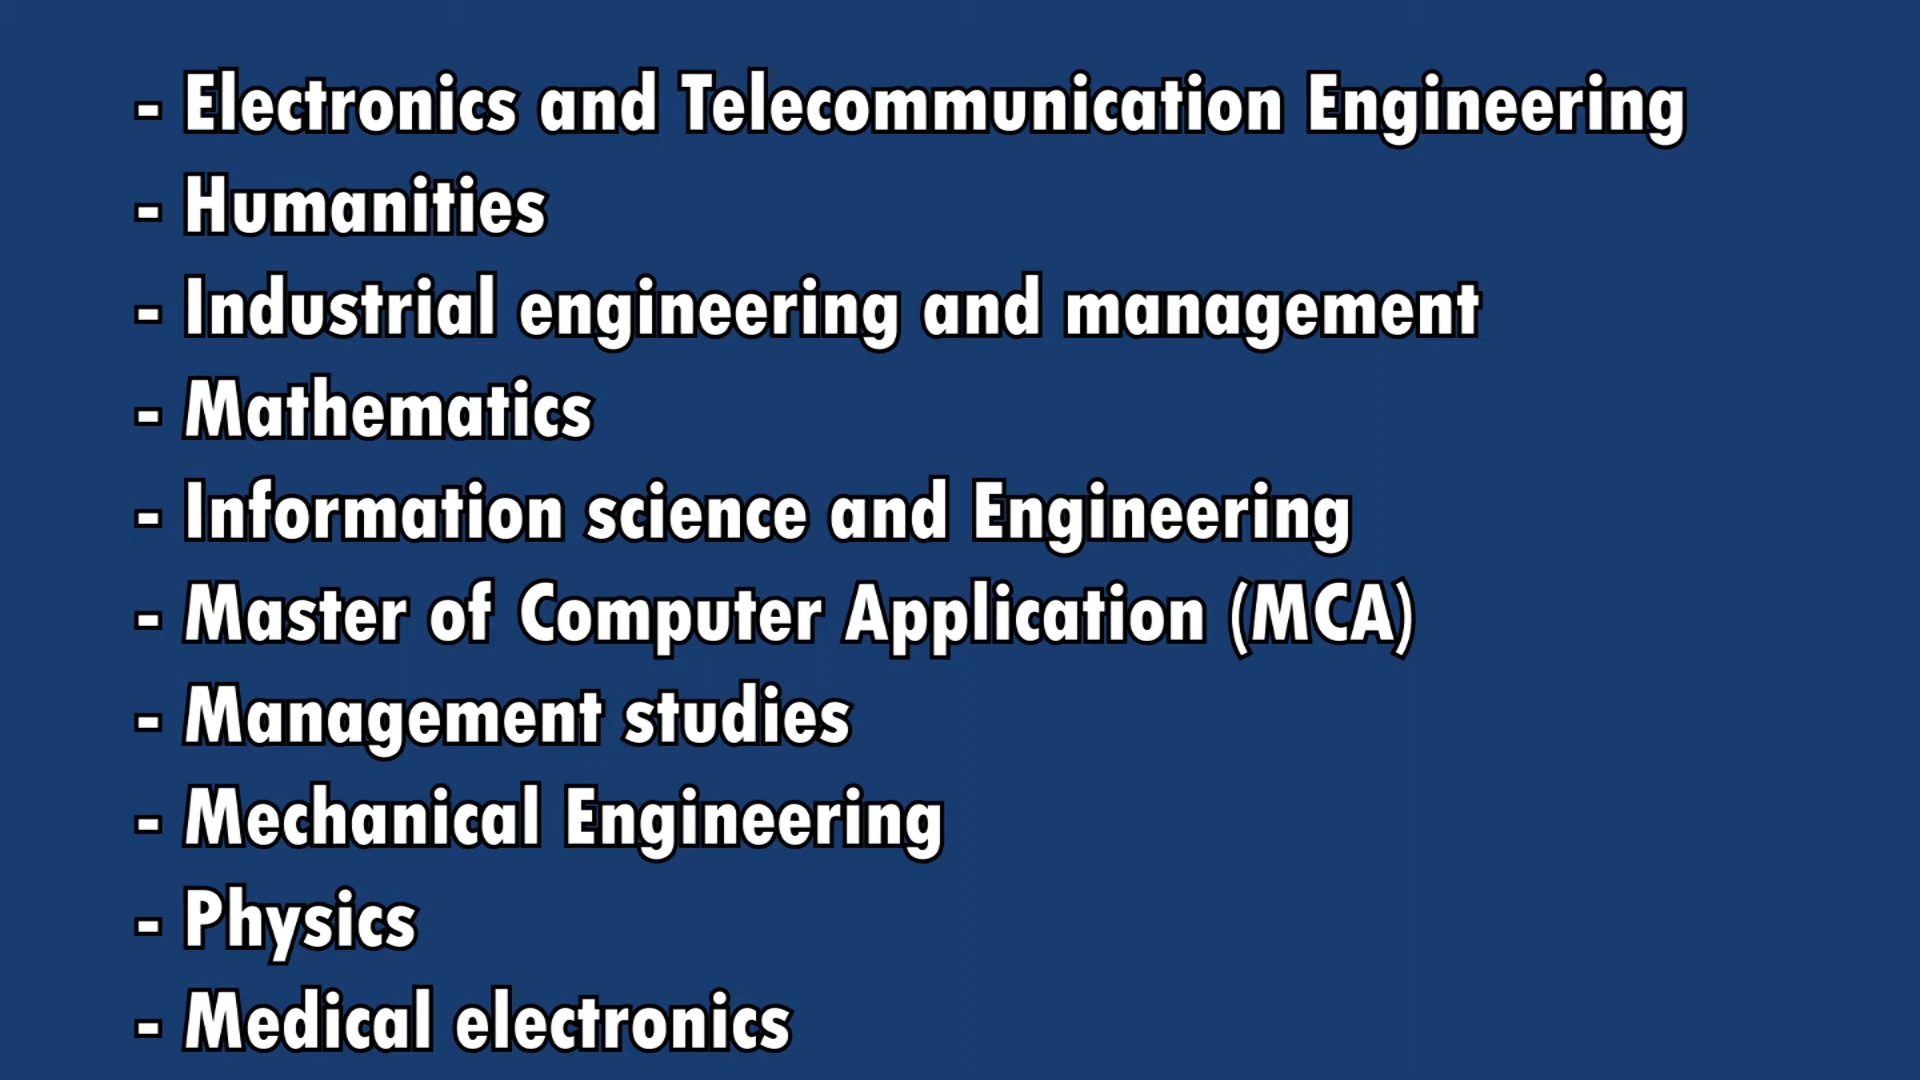 - Electronics and Telecommunication Engineering
- Humanities
- Industrial engineering and management
- Mathematics
- Information science and Engineering
- Master of Computer Application (MCA)
- Management studies
- Mechanical Engineering
- Physics
- Medical electronics